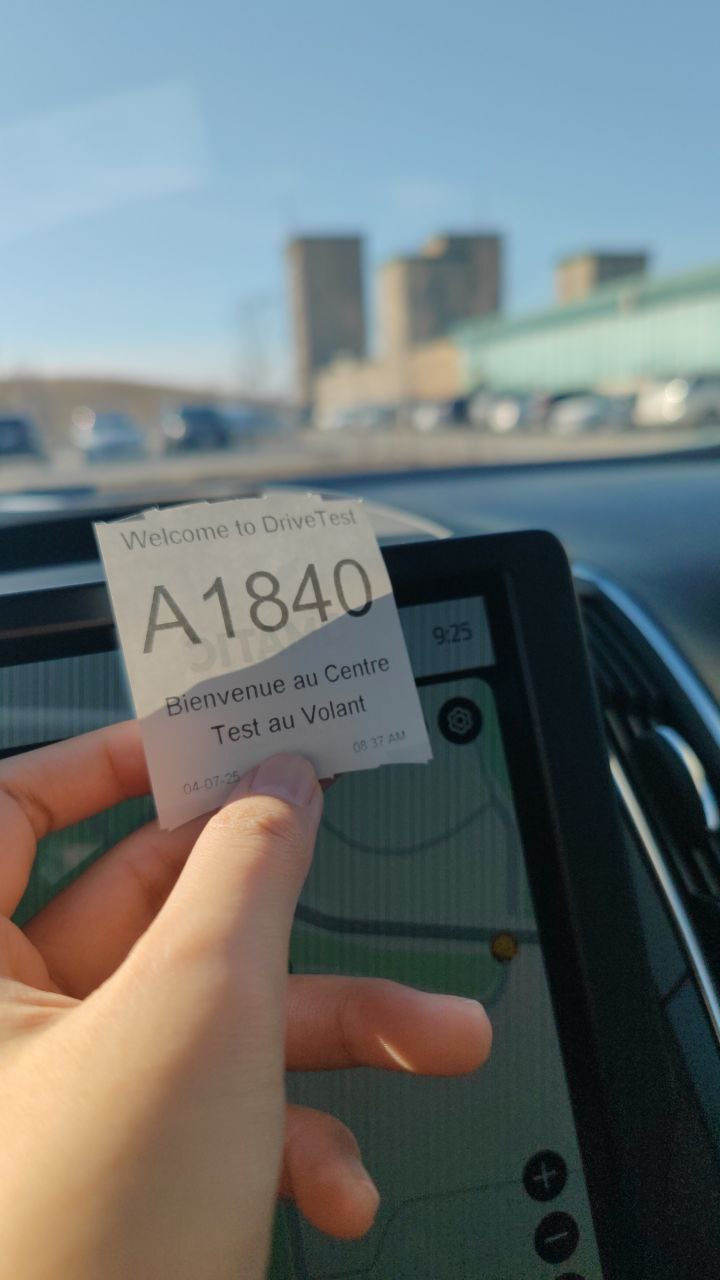 Welcome to DriveTest
A1840
Bienvenue au Centre
Test au Volant
04-07-25 08:37 AM
9:25